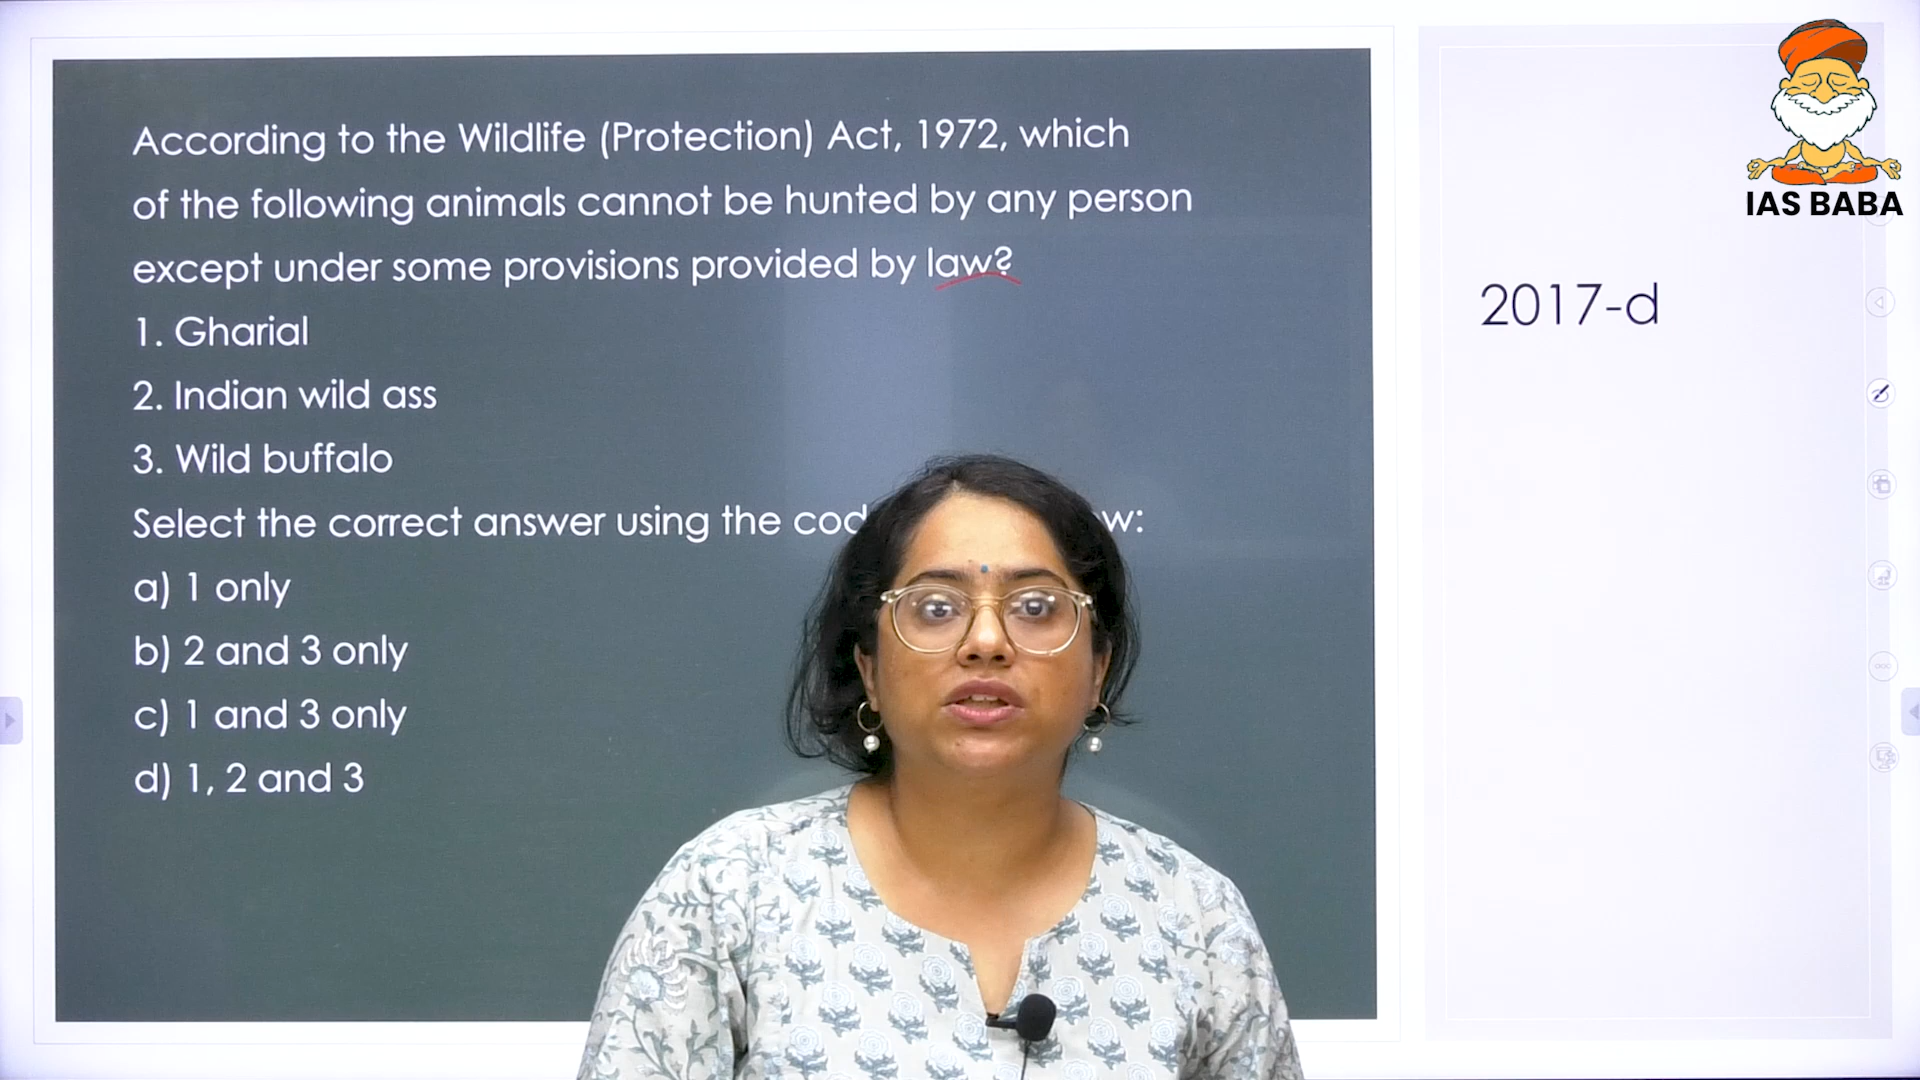 According to the Wildlife (Protection) Act, 1972, which
of the following animals cannot be hunted by any person
except under some provisions provided by law?
1. Gharial
2. Indian wild ass
3. Wild buffalo
Select the correct answer using the
a) 1 only
b) 2 and 3 only
c) 1 and 3 only
d) 1, 2 and 3
2017-d
IAS BABA